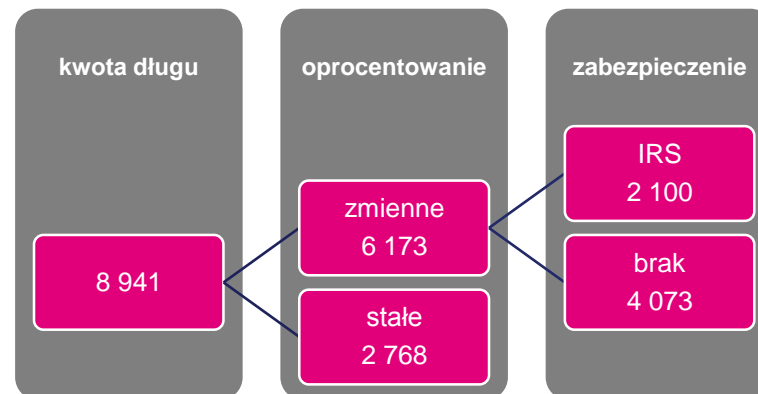 kwota długu
oprocentowanie
zabezpieczenie
8 941
zmienne
6 173
stałe
2 768
IRS
2 100
brak
4 073